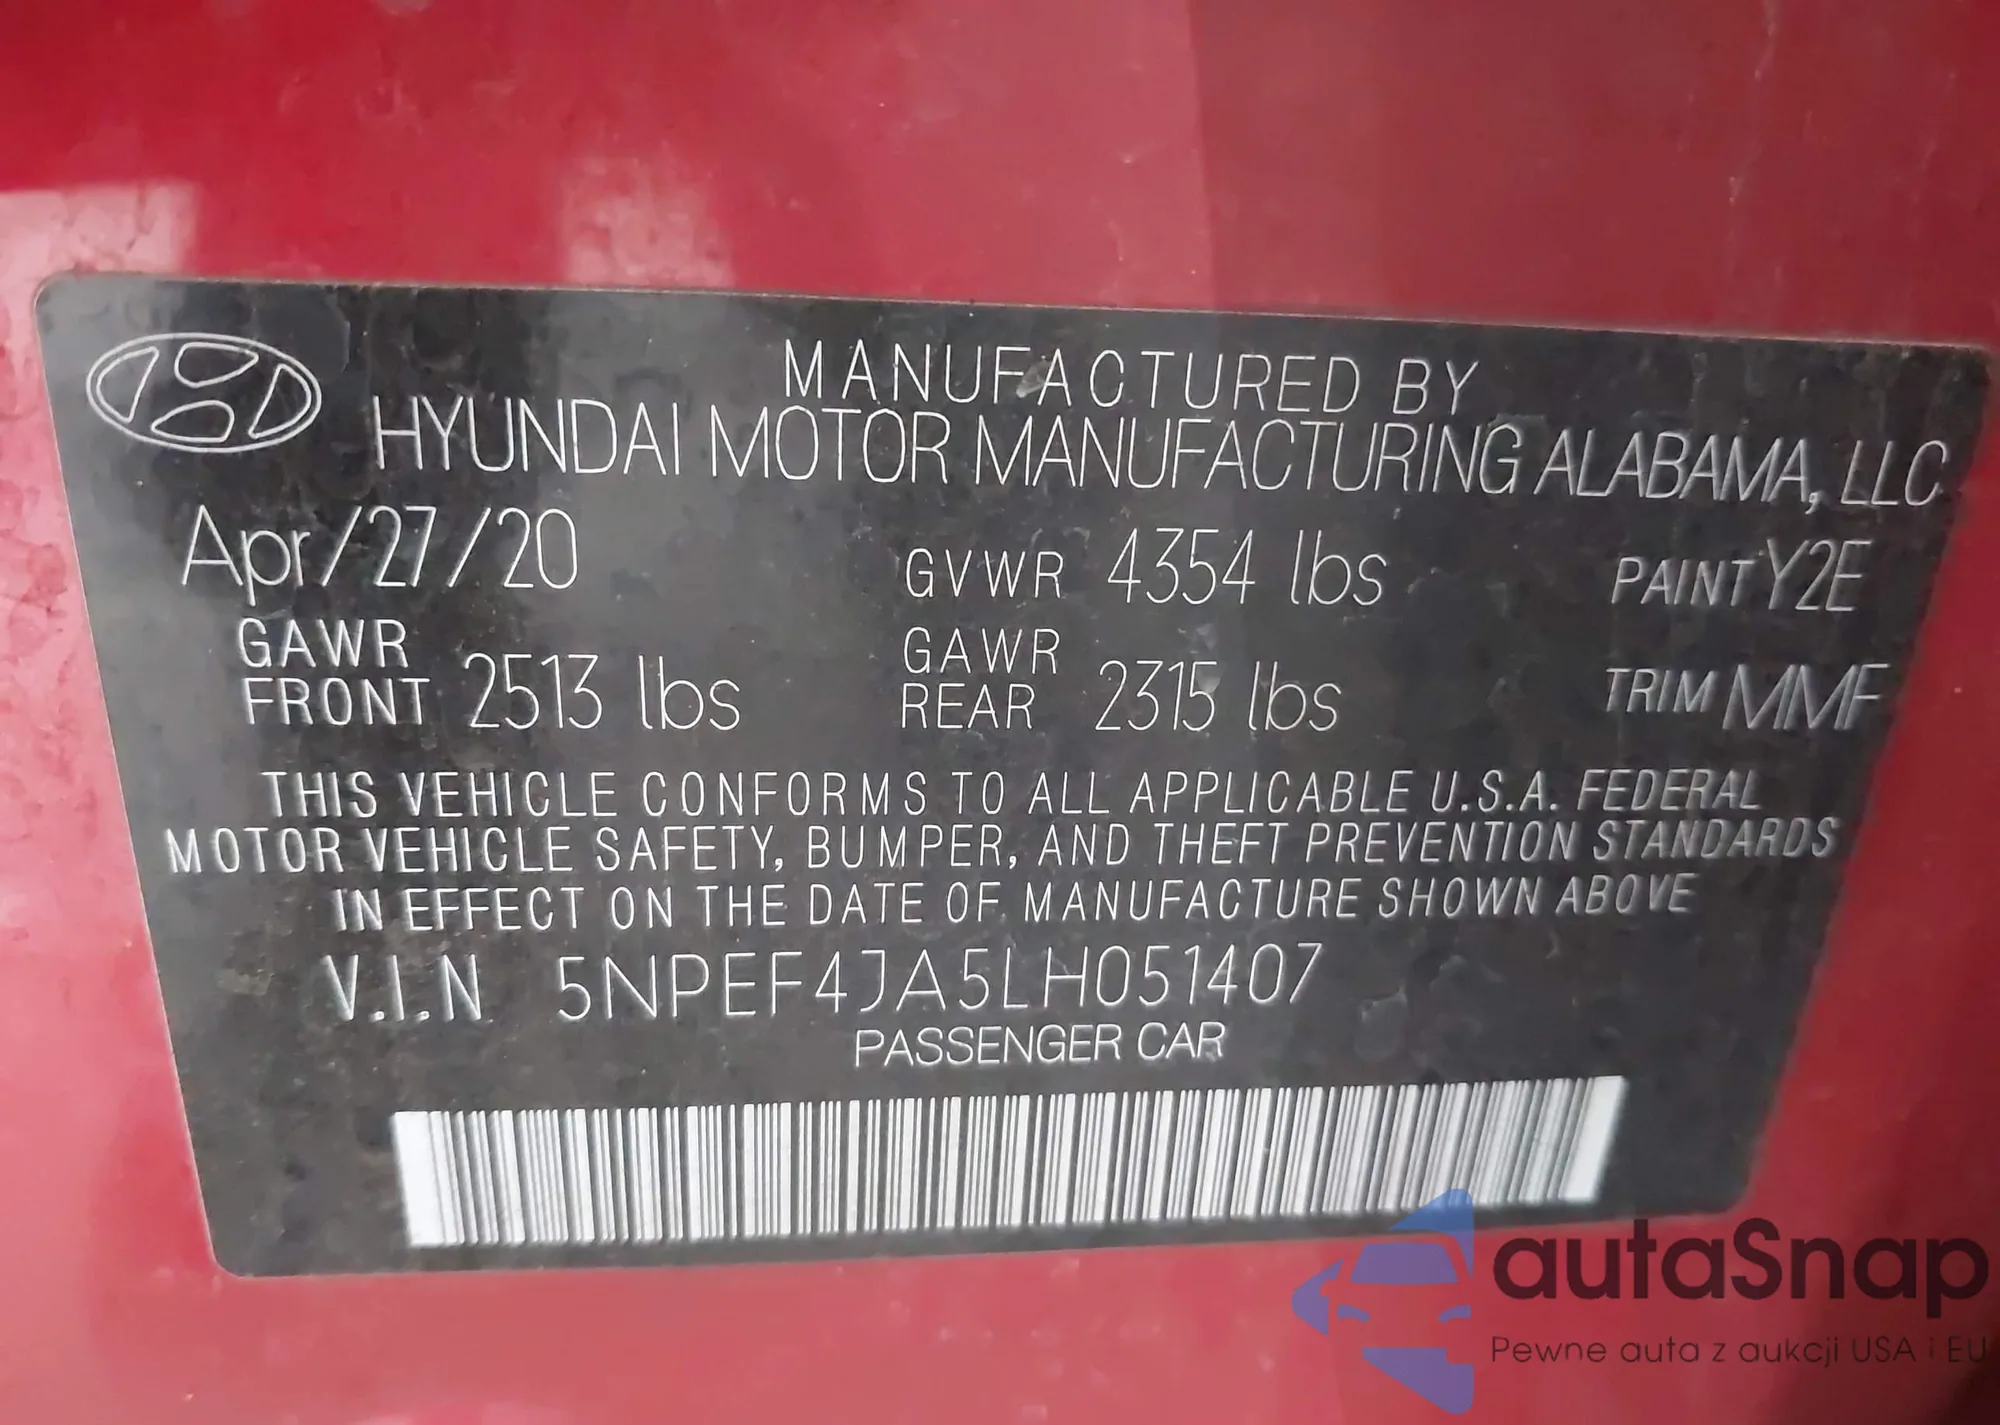 MANUFACTURED BY
HYUNDAI MOTOR MANUFACTURING ALABAMA, LLC
Apr/27/20 GVWR 4354 lbs PAINT Y2E
GAWR FRONT 2513 lbs GAWR REAR 2315 lbs TRIM MMF
THIS VEHICLE CONFORMS TO ALL APPLICABLE U.S.A. FEDERAL
MOTOR VEHICLE SAFETY, BUMPER, AND THEFT PREVENTION STANDARDS
IN EFFECT ON THE DATE OF MANUFACTURE SHOWN ABOVE
V.I.N 5NPEF4JA5LH051407
PASSENGER CAR
autaSnap
Pewne auta z aukcji USA i EU